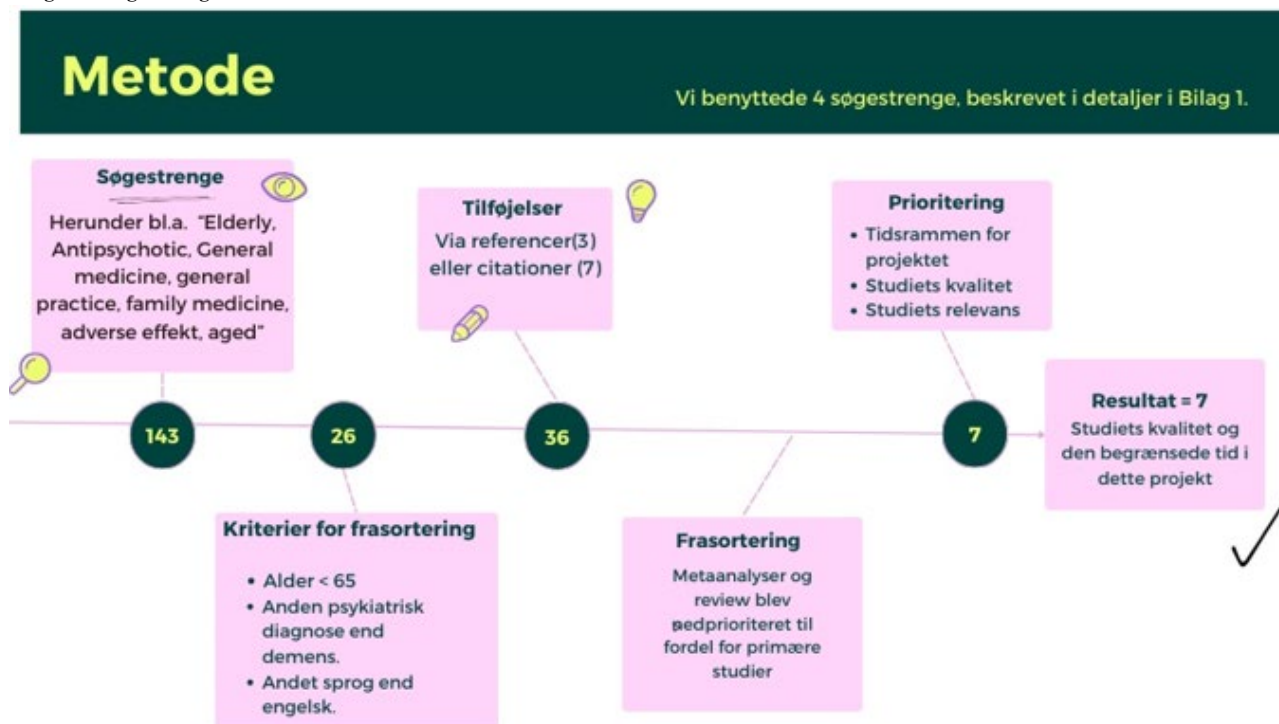 Metode
Vi benyttede 4 søgestrenge, beskrevet i detaljer i Bilag 1.
Søgestrenge
Herunder bl.a. "Elderly,
Antipsychotic, General
medicine, general
practice, family medicine,
adverse effekt, aged"
Tilføjelser
Via referencer(3)
eller citationer (7)
Prioritering
• Tidsrammen for
projektet
• Studiets kvalitet
• Studiets relevans
143
26
36
7
Resultat = 7
Studiets kvalitet og
den begrænsede tid i
dette projekt
Kriterier for frasortering
• Alder < 65
• Anden psykiatrisk
diagnose end
demens.
• Andet sprog end
engelsk.
Frasortering
Metaanalyser og
review blev
nedprioriteret til
fordel for primære
studier